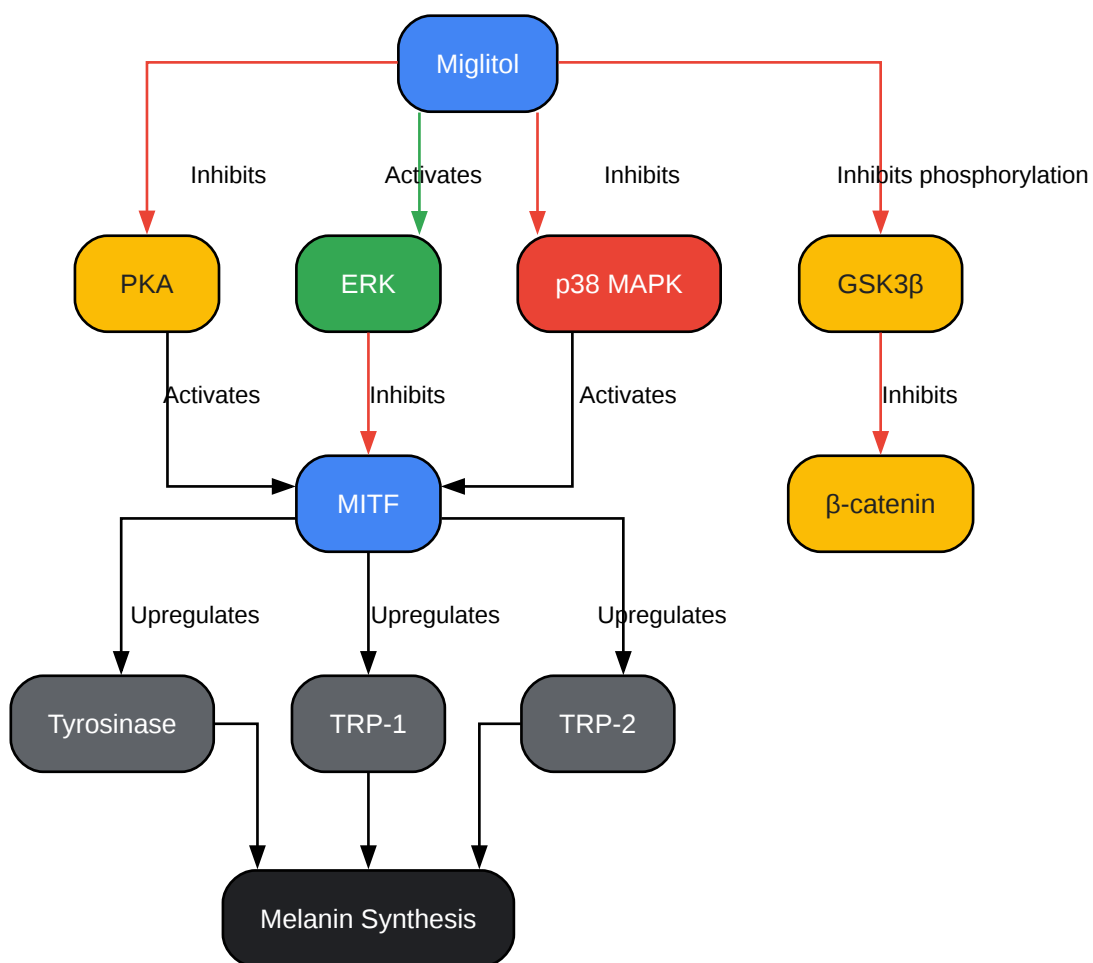 Miglitol
Inhibits
Activates
Inhibits
Inhibits phosphorylation
PKA
ERK
p38 MAPK
GSK3β
Activates
Inhibits
Activates
Inhibits
MITF
β-catenin
Upregulates
Upregulates
Upregulates
Tyrosinase
TRP-1
TRP-2
Melanin Synthesis